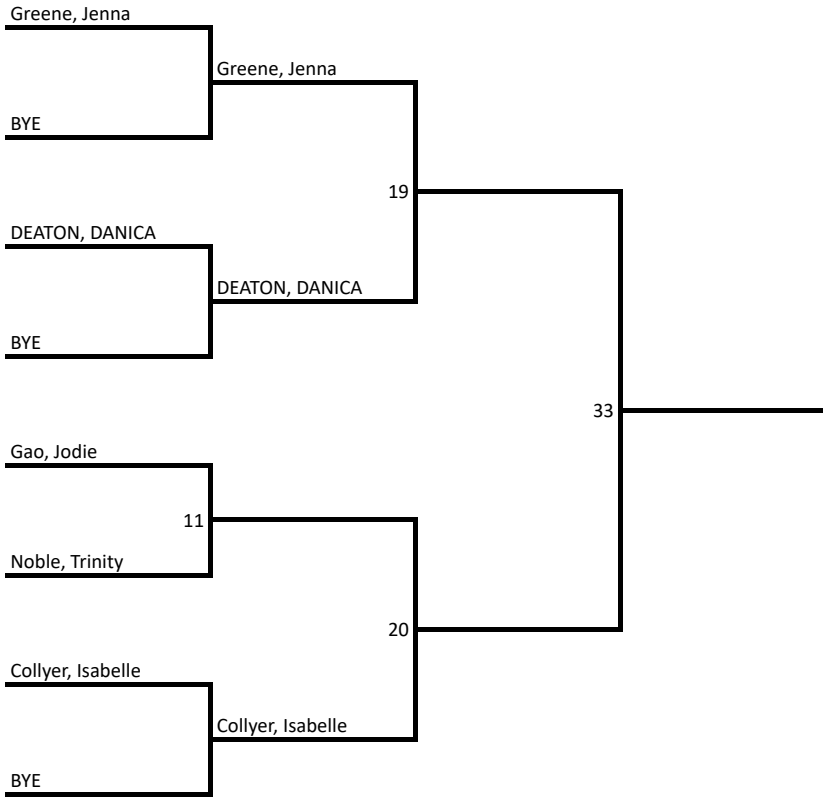 Greene, Jenna
Greene, Jenna
BYE
19
DEATON, DANICA
DEATON, DANICA
BYE
33
Gao, Jodie
11
Noble, Trinity
20
Collyer, Isabelle
Collyer, Isabelle
BYE